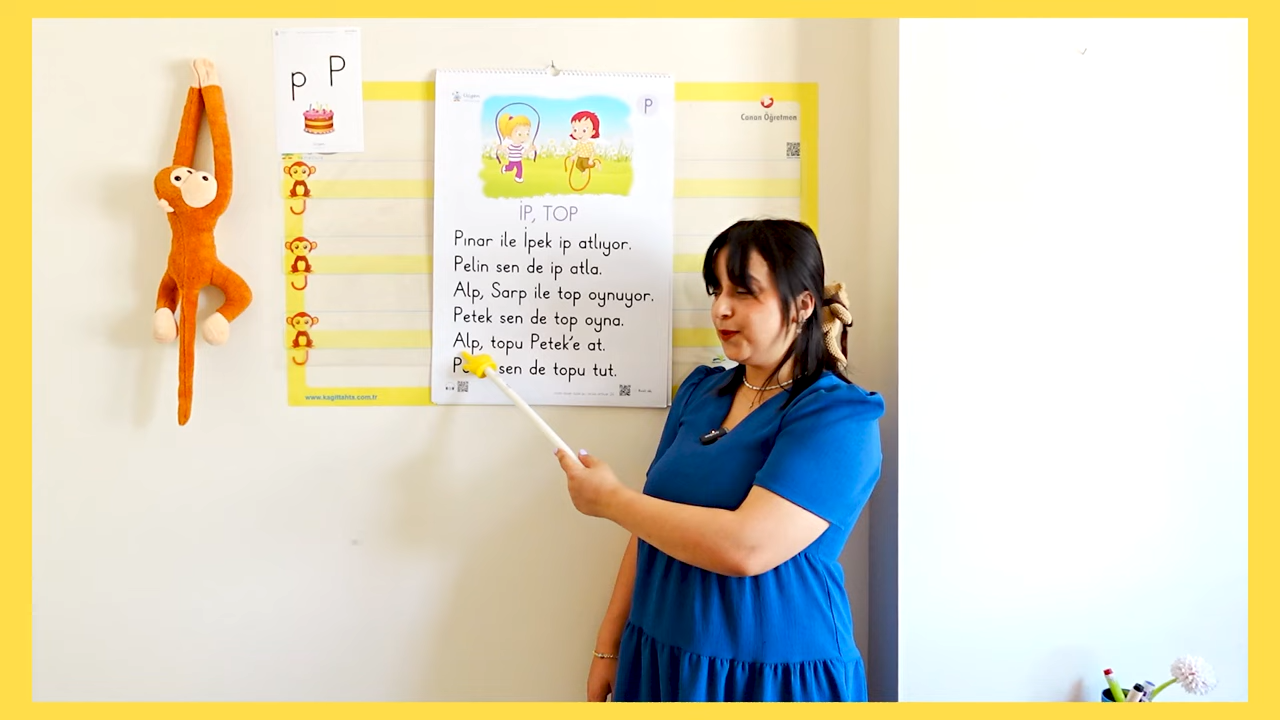 p P
P
Canan Öğretmen
İP, TOP
Pınar ile İpek ip atlıyor.
Pelin sen de ip atla.
Alp, Sarp ile top oynuyor.
Petek sen de top oyna.
Alp, topu Petek'e at.
sen de topu tut.
www.kagittahta.com.tr